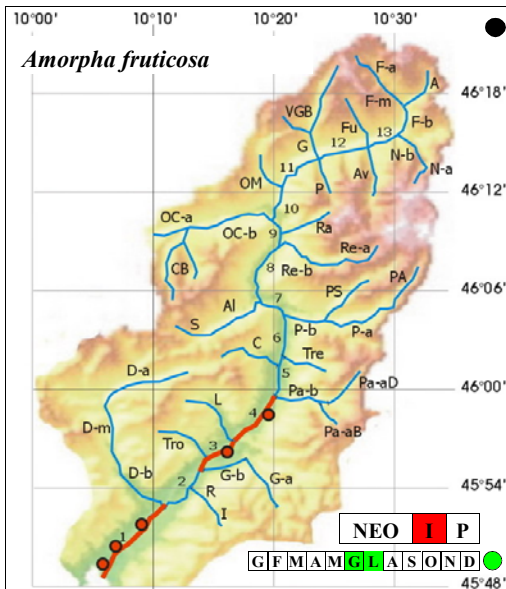 10°00' 10°10' 10°20' 10°30'
Amorpha fruticosa
F-a
A
46°18'
VGB
F-m
Fu
F-b
13
G
12
N-b
11
N-a
OM
P
Av
46°12'
OC-a
10
Ra
OC-b
9
Re-a
CB
8
Re-b
PA
46°06'
PS
7
Al
S
P-b
P-a
6
C
Tre
D-a
5
46°00'
Pa-b
Pa-aD
L
4
D-m
Pa-aB
Tro
3
D-b
G-b
G-a
45°54'
2
R
I
1
NEO I P
G F M A M G L A S O N D
45°48'